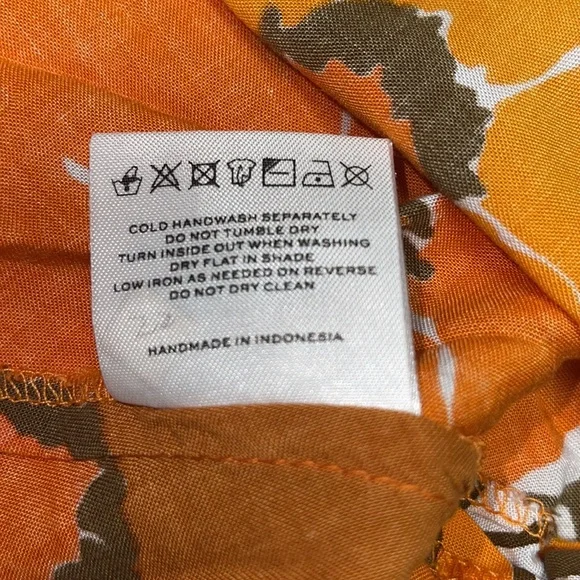 COLD HANDWASH SEPARATELY
DO NOT TUMBLE DRY
TURN INSIDE OUT WHEN WASHING
DRY FLAT IN SHADE
LOW IRON AS NEEDED ON REVERSE
DO NOT DRY CLEAN
HANDMADE IN INDONESIA